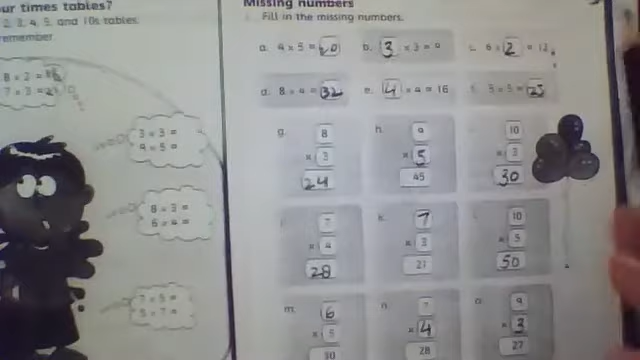 ur times tables?
2, 3, 4, 5, and 10s tables.
remember.
8 × 2 =
7 × 3 =
3 × 3 =
9 × 5 =
8 × 3 =
6 × 4 =
7 × 5 =
5 × 7 =
Missing numbers
Fill in the missing numbers.
a. 4 × 5 = 20 b. 3 × 3 = 9 c. 6 × 2 = 12
d. 8 × 4 = 32 e. 4 × 4 = 16 f. 5 × 5 = 25
g. 8 h. 9 10
× 3 × 5 × 3
24 45 30
7 k. 7 10
× 4 × 3 × 5
28 21 50
m. 6 n. 7 o. 9
× 5 × 4 × 3
30 28 27